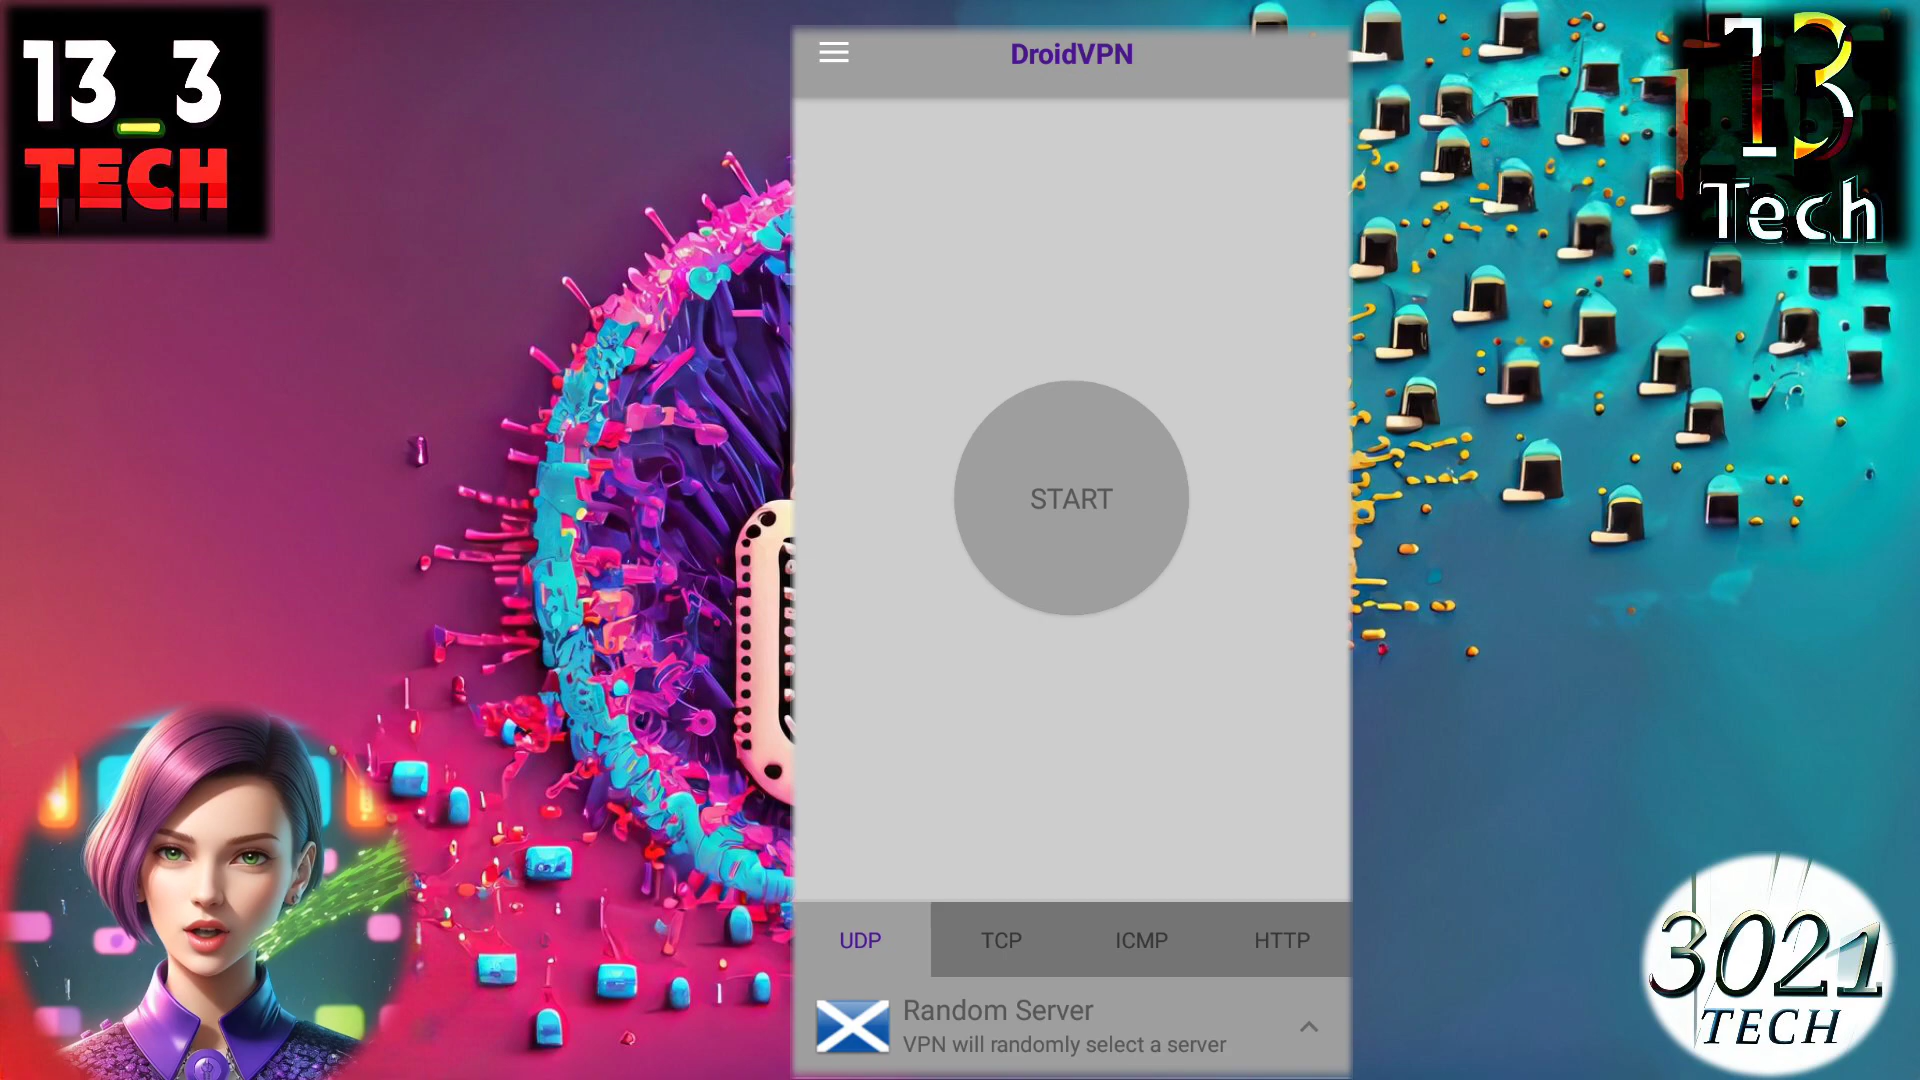 13_3
TECH
DroidVPN
13
Tech
START
UDP
TCP
ICMP
HTTP
Random Server
VPN will randomly select a server
3021
TECH